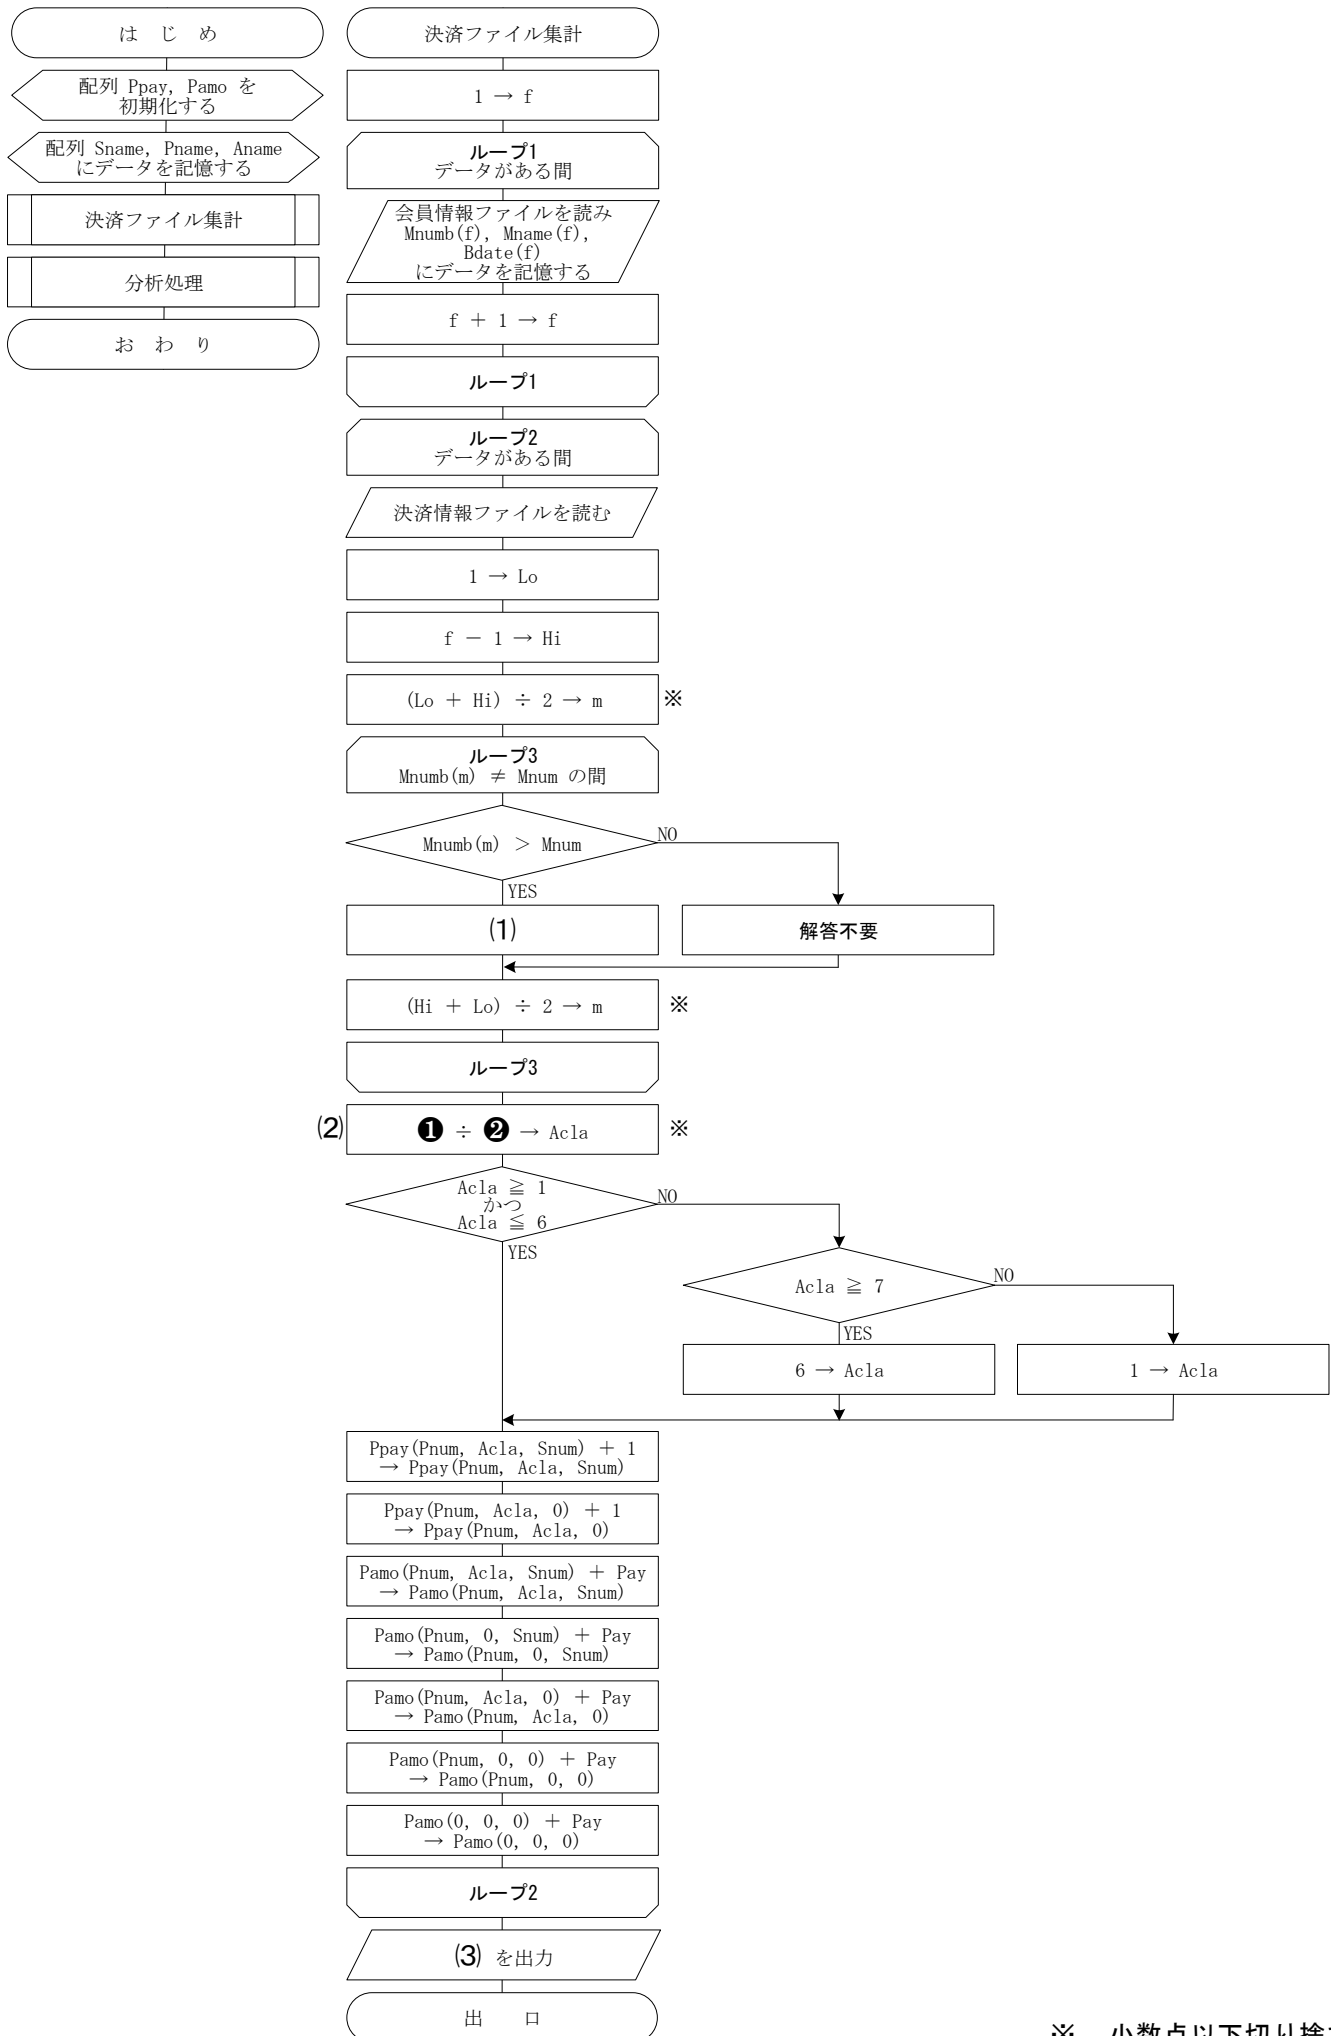 は じ め
配列 Ppay, Pamo を
初期化する
配列 Sname, Pname, Aname
にデータを記憶する
決済ファイル集計
分析処理
お わ り
決済ファイル集計
1 → f
ループ1
データがある間
会員情報ファイルを読み
Mnumb(f), Mname(f),
Bdate(f)
にデータを記憶する
f + 1 → f
ループ1
ループ2
データがある間
決済情報ファイルを読む
1 → Lo
f - 1 → Hi
(Lo + Hi) ÷ 2 → m ※
ループ3
Mnumb(m) ≠ Mnum の間
Mnumb(m) > Mnum
NO
YES
(1)
解答不要
(Hi + Lo) ÷ 2 → m ※
ループ3
(2) ❶ ÷ ❷ → Acla ※
Acla ≧ 1
かつ
Acla ≦ 6
NO
YES
Acla ≧ 7
NO
YES
6 → Acla
1 → Acla
Ppay(Pnum, Acla, Snum) + 1
→ Ppay(Pnum, Acla, Snum)
Ppay(Pnum, Acla, 0) + 1
→ Ppay(Pnum, Acla, 0)
Pamo(Pnum, Acla, Snum) + Pay
→ Pamo(Pnum, Acla, Snum)
Pamo(Pnum, 0, Snum) + Pay
→ Pamo(Pnum, 0, Snum)
Pamo(Pnum, Acla, 0) + Pay
→ Pamo(Pnum, Acla, 0)
Pamo(Pnum, 0, 0) + Pay
→ Pamo(Pnum, 0, 0)
Pamo(0, 0, 0) + Pay
→ Pamo(0, 0, 0)
ループ2
(3) を出力
出 口
※ 小数点以下切り捨